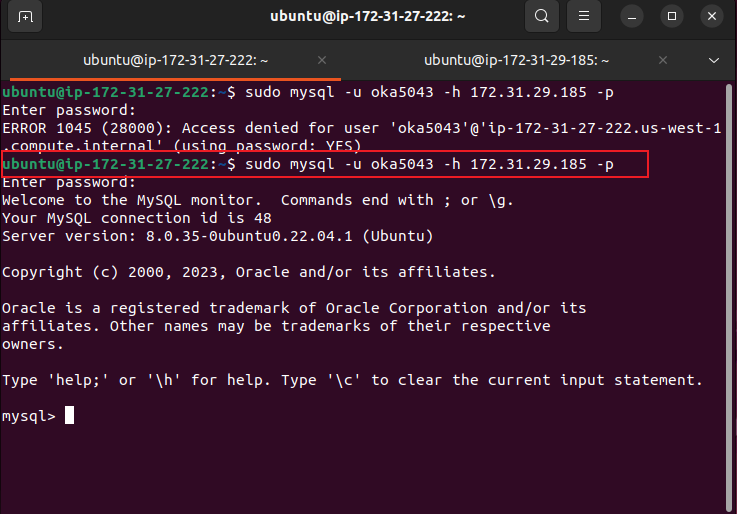 ubuntu@ip-172-31-27-222: ~
ubuntu@ip-172-31-27-222: ~ × ubuntu@ip-172-31-29-185: ~ ×
ubuntu@ip-172-31-27-222:~$ sudo mysql -u oka5043 -h 172.31.29.185 -p
Enter password:
ERROR 1045 (28000): Access denied for user 'oka5043'@'ip-172-31-27-222.us-west-1
.compute.internal' (using password: YES)
ubuntu@ip-172-31-27-222:~$ sudo mysql -u oka5043 -h 172.31.29.185 -p
Enter password:
Welcome to the MySQL monitor.  Commands end with ; or \g.
Your MySQL connection id is 48
Server version: 8.0.35-0ubuntu0.22.04.1 (Ubuntu)
Copyright (c) 2000, 2023, Oracle and/or its affiliates.
Oracle is a registered trademark of Oracle Corporation and/or its
affiliates. Other names may be trademarks of their respective
owners.
Type 'help;' or '\h' for help. Type '\c' to clear the current input statement.
mysql>